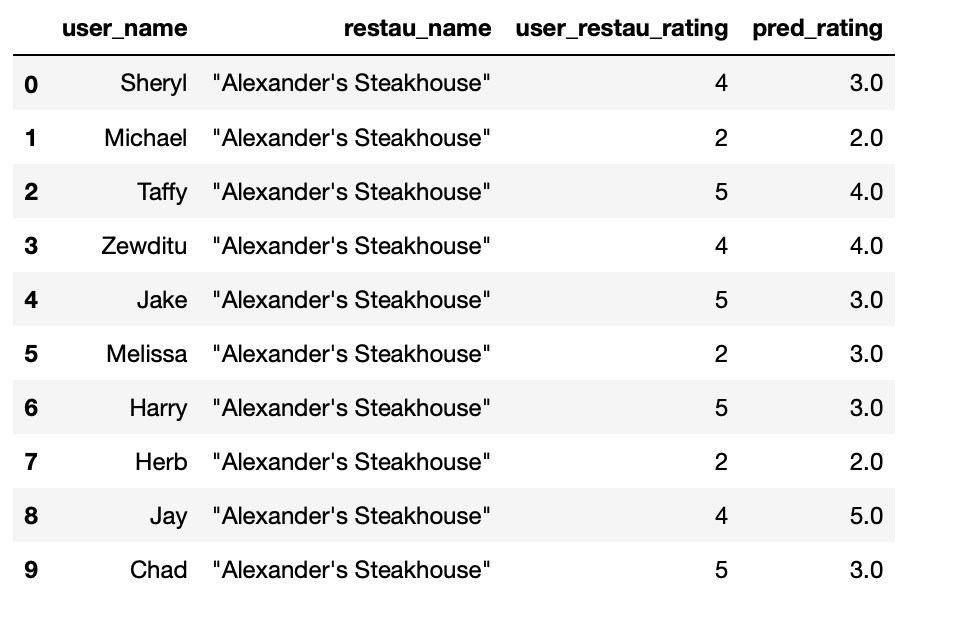 user_name restau_name user_restau_rating pred_rating
0 Sheryl "Alexander's Steakhouse" 4 3.0
1 Michael "Alexander's Steakhouse" 2 2.0
2 Taffy "Alexander's Steakhouse" 5 4.0
3 Zewditu "Alexander's Steakhouse" 4 4.0
4 Jake "Alexander's Steakhouse" 5 3.0
5 Melissa "Alexander's Steakhouse" 2 3.0
6 Harry "Alexander's Steakhouse" 5 3.0
7 Herb "Alexander's Steakhouse" 2 2.0
8 Jay "Alexander's Steakhouse" 4 5.0
9 Chad "Alexander's Steakhouse" 5 3.0